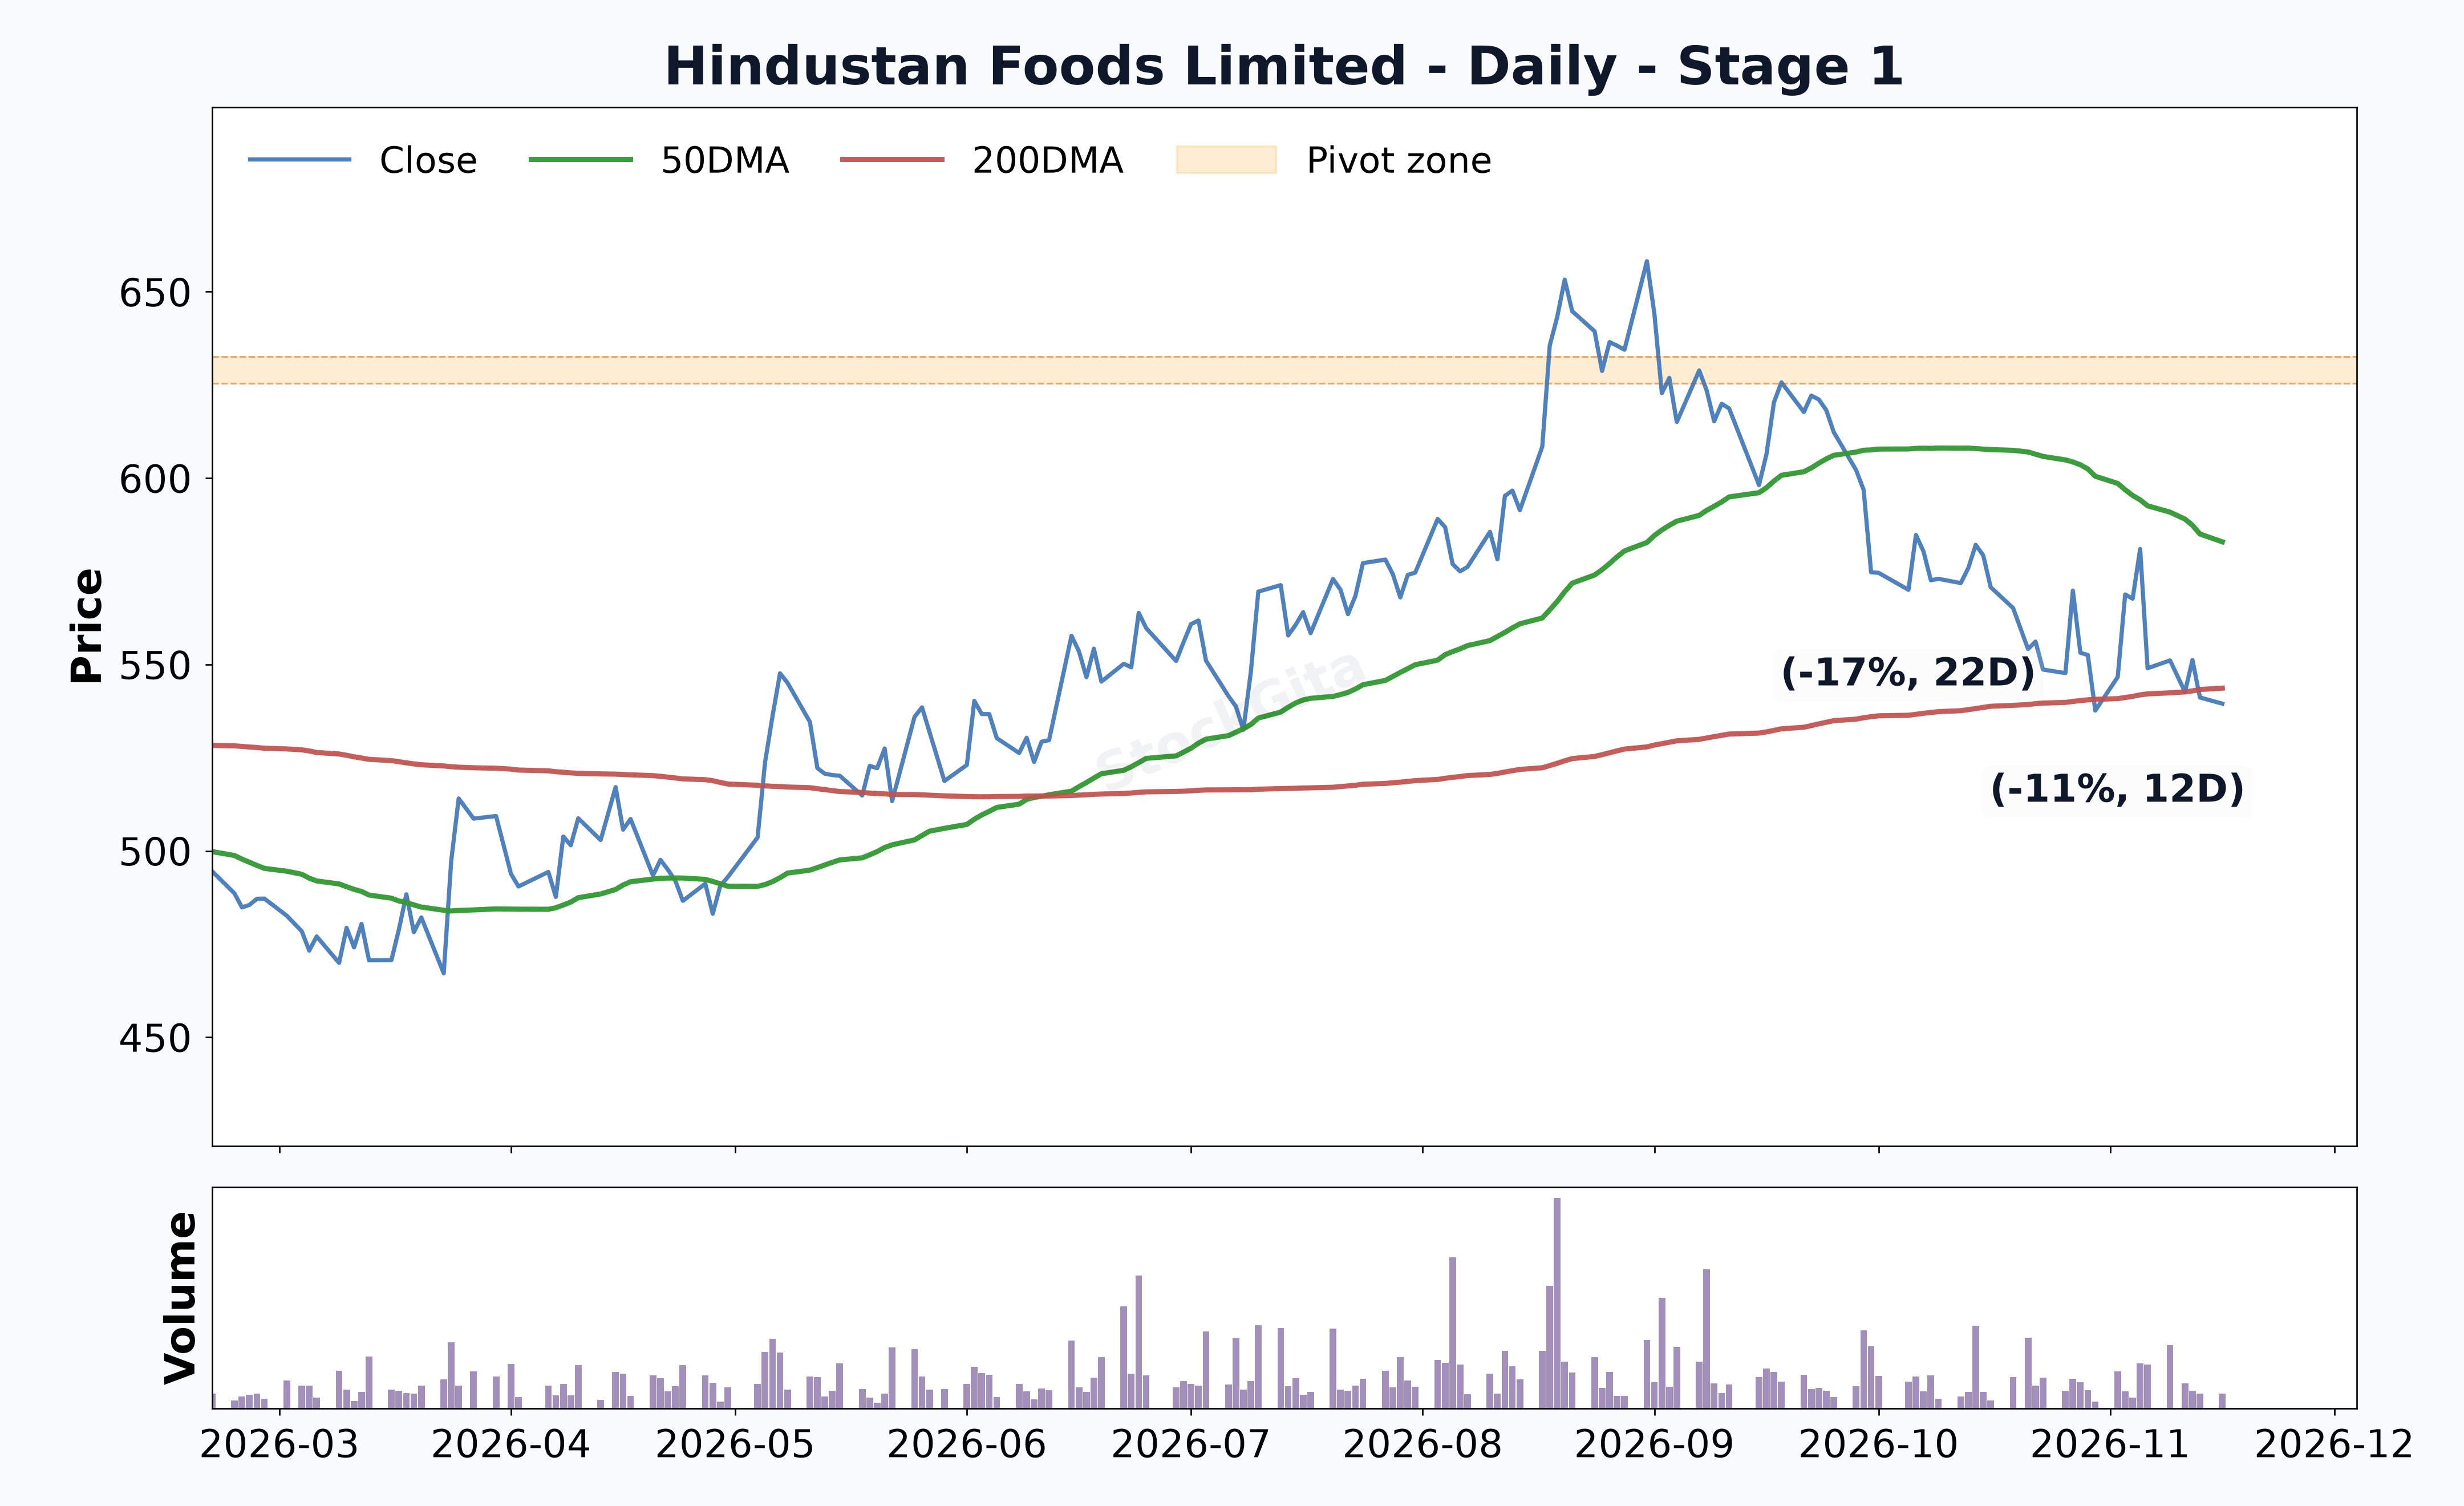 Hindustan Foods Limited - Daily - Stage 1
Close
50DMA
200DMA
Pivot zone
Price
650
600
550
500
450
StockGita
(-17%, 22D)
(-11%, 12D)
Volume
2026-03
2026-04
2026-05
2026-06
2026-07
2026-08
2026-09
2026-10
2026-11
2026-12